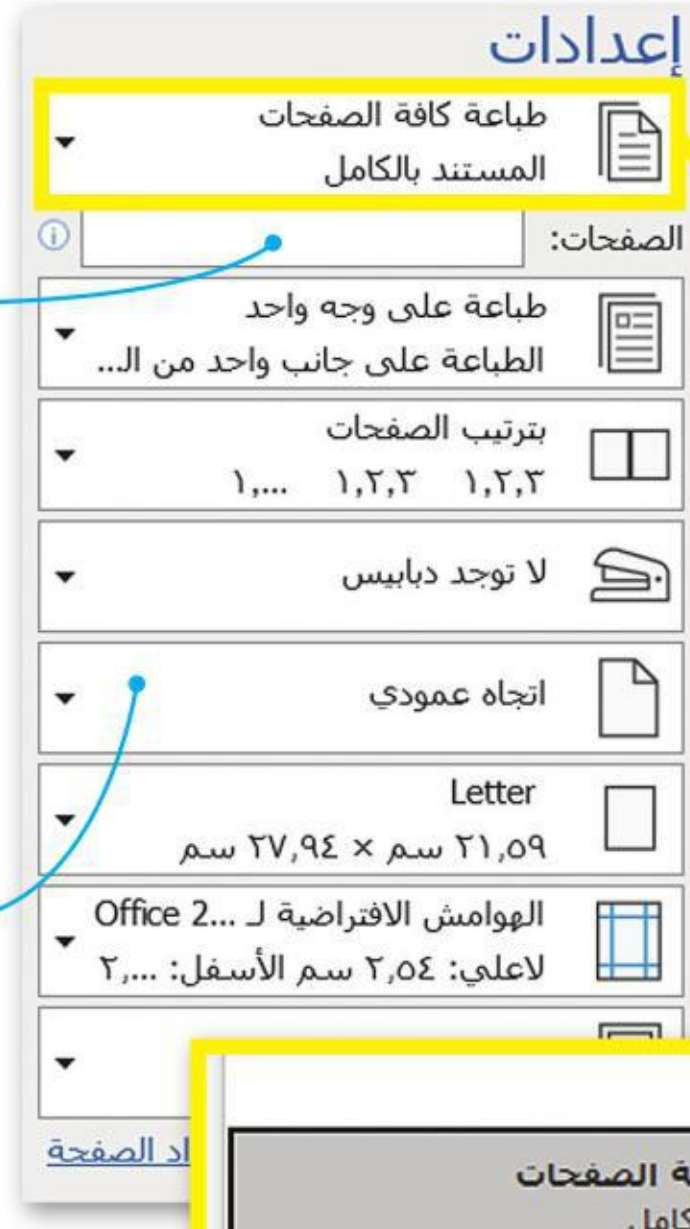 إعدادات
طباعة كافة الصفحات
المستند بالكامل
الصفحات:
طباعة على وجه واحد
الطباعة على جانب واحد من الـ...
بترتيب الصفحات
١,٢,٣ ١,٢,٣ ١,...
لا توجد دبابيس
اتجاه عمودي
Letter
٢١,٥٩ سم × ٢٧,٩٤ سم
الهوامش الافتراضية لـ ...Office 2
لاعلي: ٢,٥٤ سم الأسفل: ...,٢
الصفحة
الصفحات